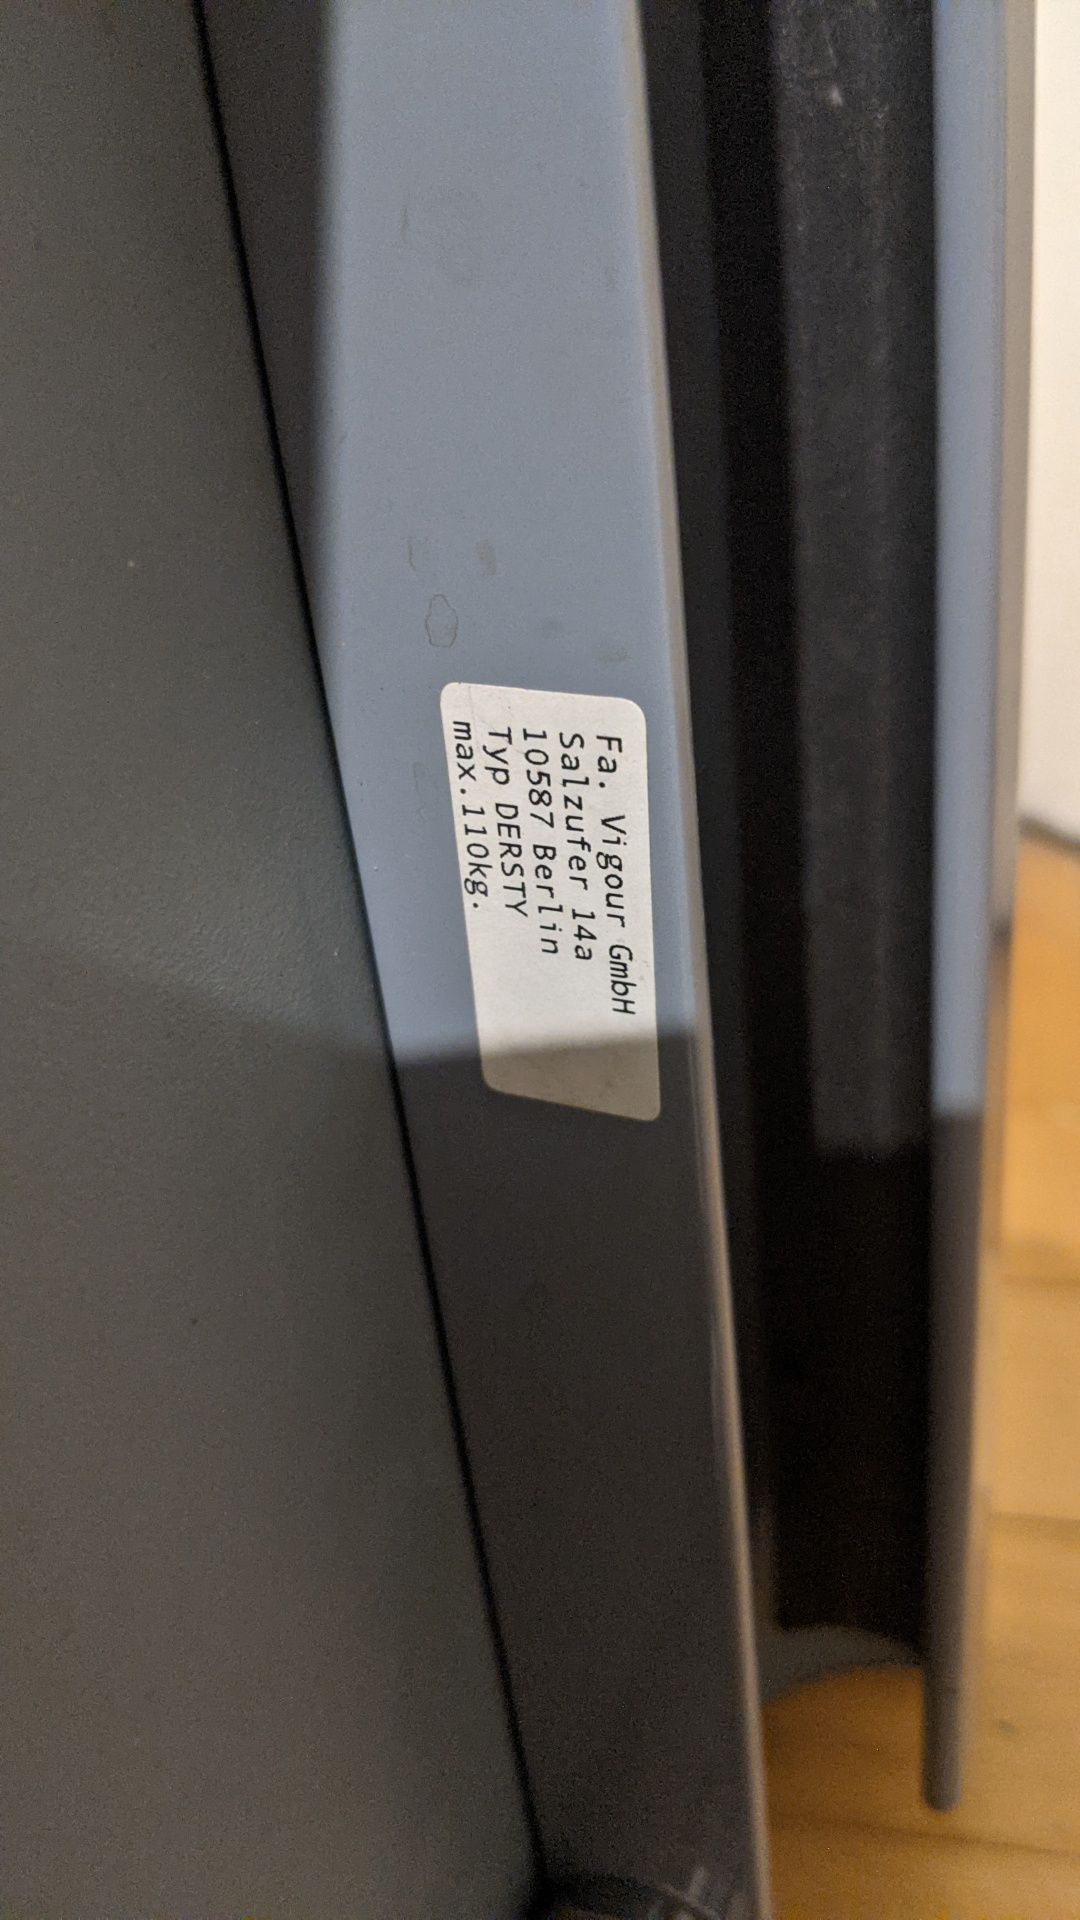 Fa. Vigour GmbH
Salzufer 14a
10587 Berlin
Typ DERSTY
max.110kg.